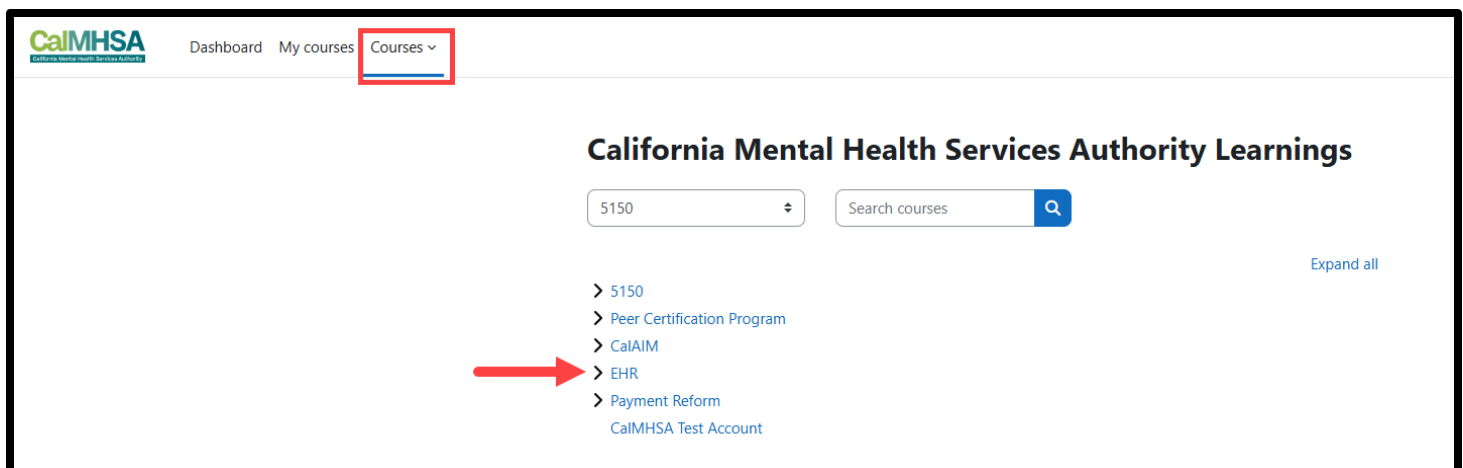 CalMHSA
California Mental Health Services Authority
Dashboard My courses Courses
California Mental Health Services Authority Learnings
5150 Search courses
Expand all
5150
Peer Certification Program
CalAIM
EHR
Payment Reform
CalMHSA Test Account